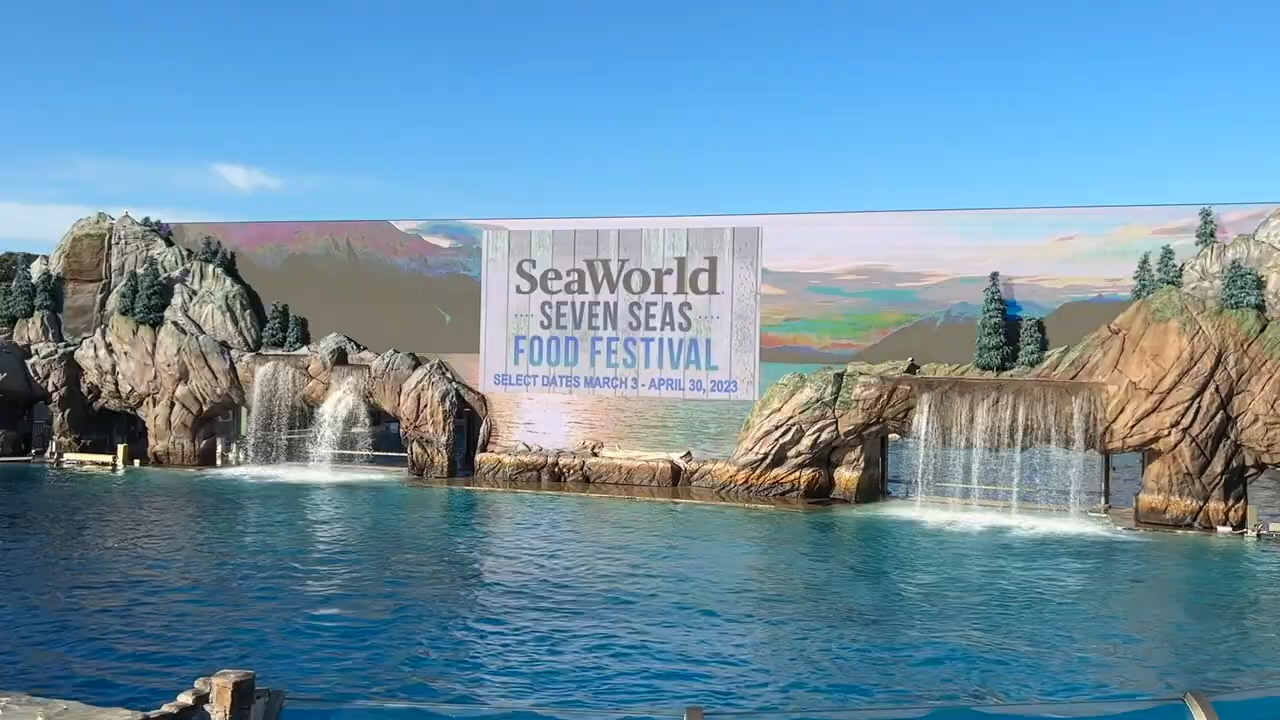 SeaWorld
SEVEN SEAS
FOOD FESTIVAL
SELECT DATES MARCH 3 - APRIL 30, 2023